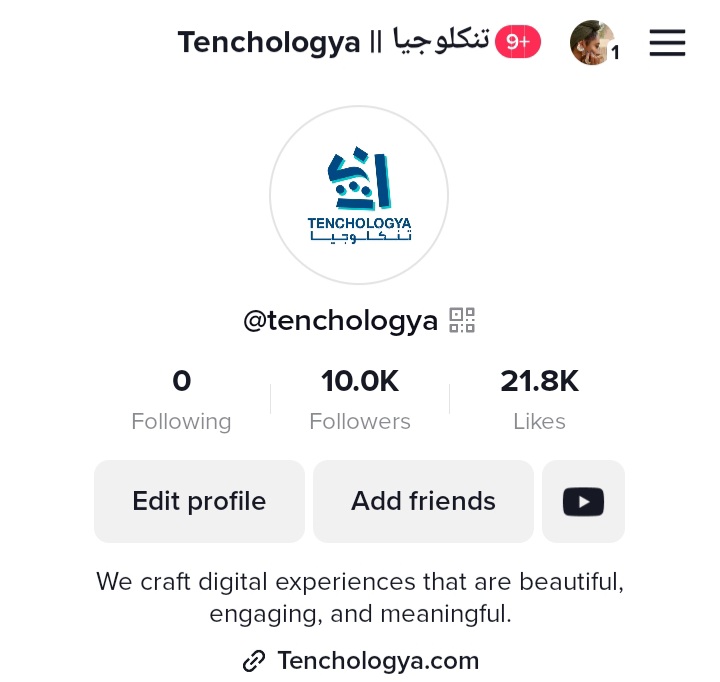 Tenchologya || تنكلوجيا 9+ 1
TENCHOLOGYA
تنكلوجيا
@tenchologya
0 10.0K 21.8K
Following Followers Likes
Edit profile Add friends
We craft digital experiences that are beautiful,
engaging, and meaningful.
Tenchologya.com